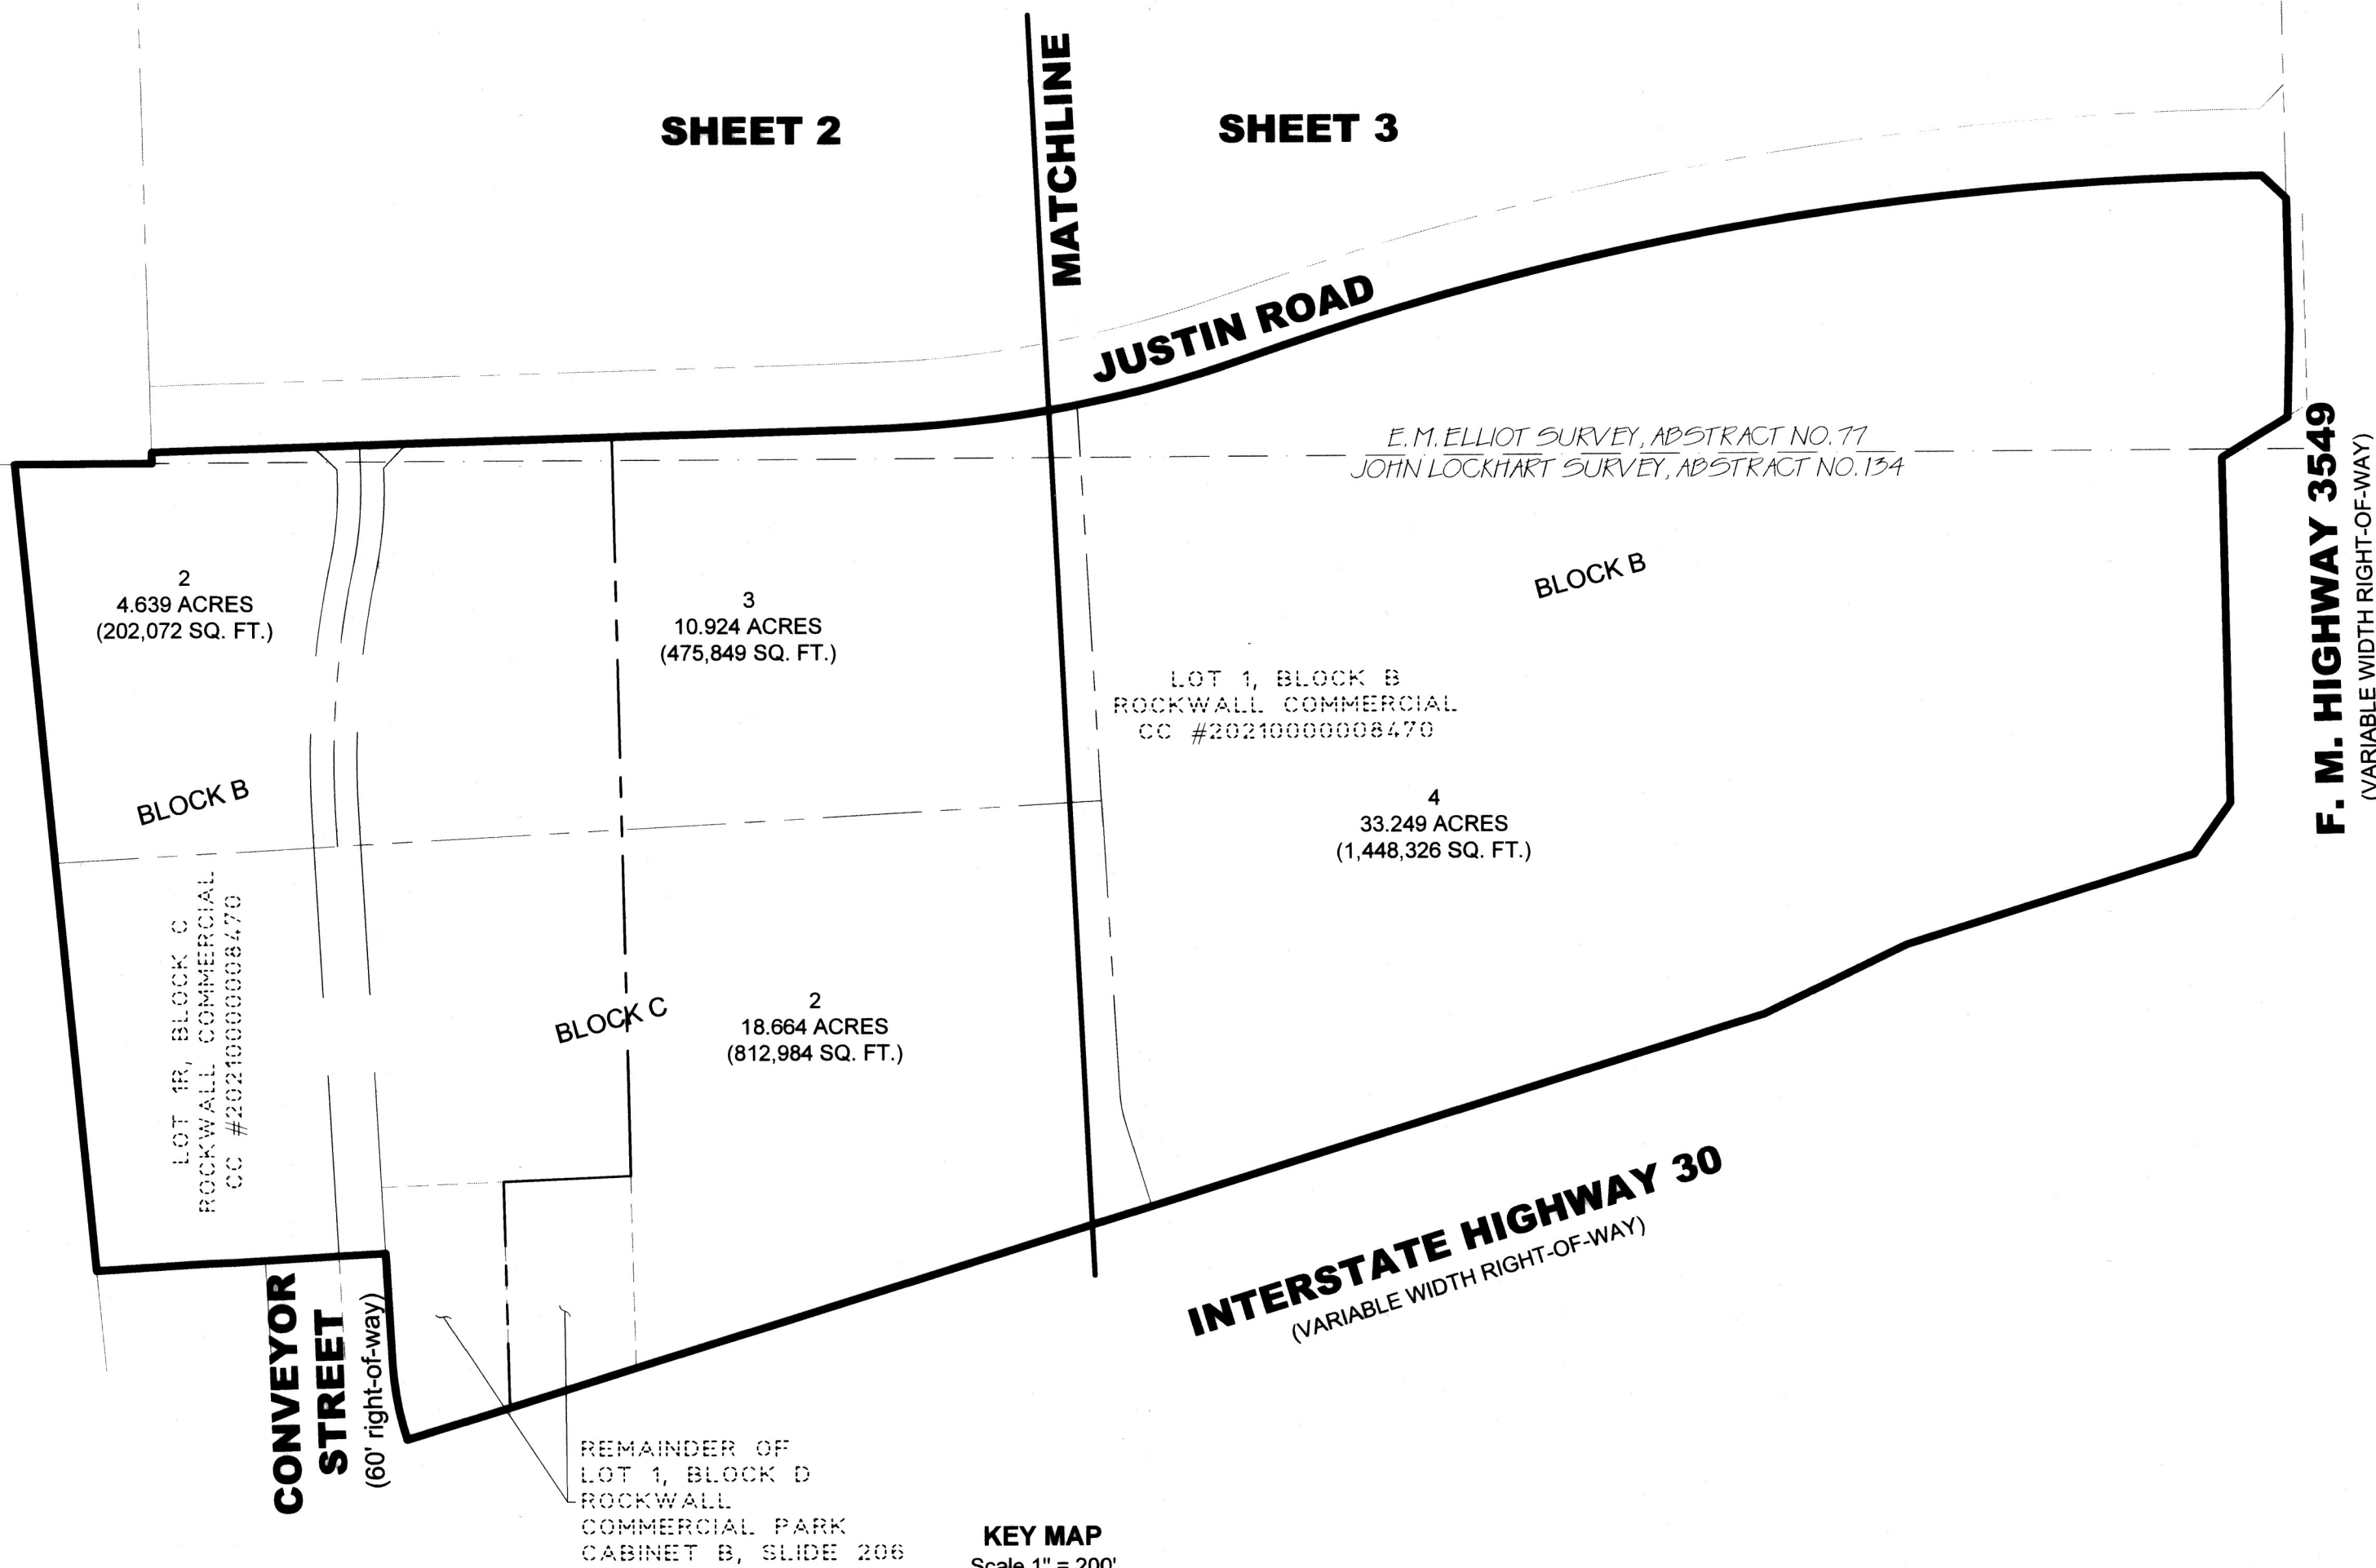 SHEET 2
MATCHLINE
SHEET 3
JUSTIN ROAD
E.M. ELLIOT SURVEY, ABSTRACT NO. 77
JOHN LOCKHART SURVEY, ABSTRACT NO. 134
F. M. HIGHWAY 3549
(VARIABLE WIDTH RIGHT-OF-WAY)
2
4.639 ACRES
(202,072 SQ. FT.)
3
10.924 ACRES
(475,849 SQ. FT.)
BLOCK B
LOT 1, BLOCK B
ROCKWALL COMMERCIAL
CC #20210000008470
BLOCK B
4
33.249 ACRES
(1,448,326 SQ. FT.)
LOT 1R, BLOCK C
ROCKWALL COMMERCIAL
CC #20210000008470
BLOCK C
2
18.664 ACRES
(812,984 SQ. FT.)
INTERSTATE HIGHWAY 30
(VARIABLE WIDTH RIGHT-OF-WAY)
CONVEYOR
STREET
(60' right-of-way)
REMAINDER OF
LOT 1, BLOCK D
ROCKWALL
COMMERCIAL PARK
CABINET B, SLIDE 206
KEY MAP
Scale 1" = 200'